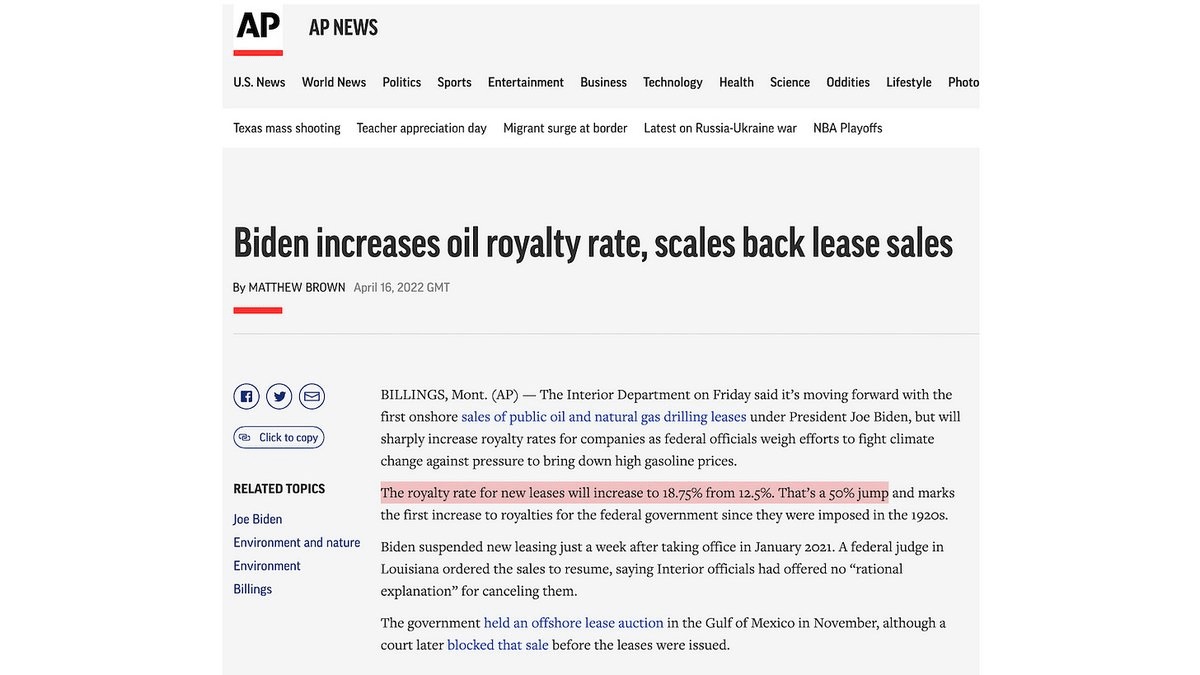 AP AP NEWS
U.S. News World News Politics Sports Entertainment Business Technology Health Science Oddities Lifestyle Photo
Texas mass shooting Teacher appreciation day Migrant surge at border Latest on Russia-Ukraine war NBA Playoffs
Biden increases oil royalty rate, scales back lease sales
By MATTHEW BROWN April 16, 2022 GMT
Click to copy
RELATED TOPICS
Joe Biden
Environment and nature
Environment
Billings
BILLINGS, Mont. (AP) — The Interior Department on Friday said it’s moving forward with the
first onshore sales of public oil and natural gas drilling leases under President Joe Biden, but will
sharply increase royalty rates for companies as federal officials weigh efforts to fight climate
change against pressure to bring down high gasoline prices.
The royalty rate for new leases will increase to 18.75% from 12.5%. That’s a 50% jump and marks
the first increase to royalties for the federal government since they were imposed in the 1920s.
Biden suspended new leasing just a week after taking office in January 2021. A federal judge in
Louisiana ordered the sales to resume, saying Interior officials had offered no “rational
explanation” for canceling them.
The government held an offshore lease auction in the Gulf of Mexico in November, although a
court later blocked that sale before the leases were issued.